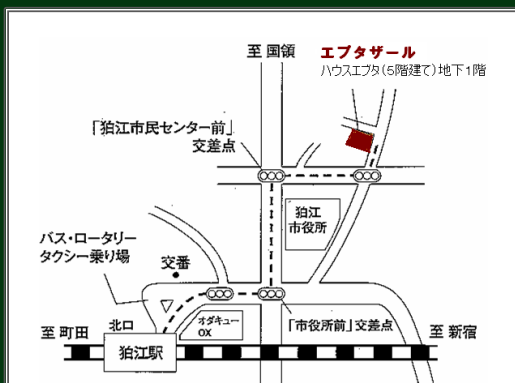 至 国領
エブタザール
ハウスエブタ(5階建て)地下1階
「狛江市民センター前」
交差点
狛江
市役所
バス・ロータリー
タクシー乗り場
交番
オダキュー
OX
「市役所前」交差点
至 町田
北口
至 新宿
狛江駅